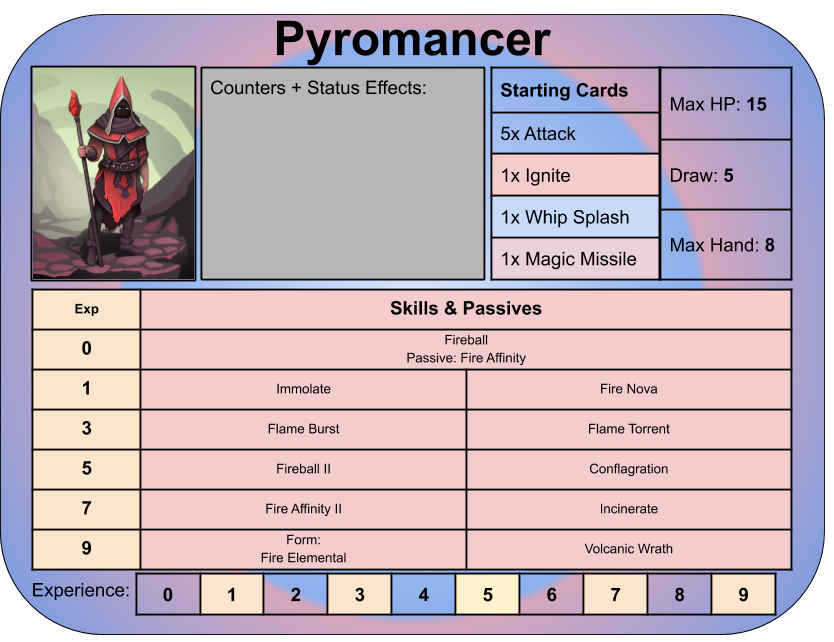 Pyromancer
Counters + Status Effects:
Starting Cards
5x Attack
1x Ignite
1x Whip Splash
1x Magic Missile
Max HP: 15
Draw: 5
Max Hand: 8
Exp
Skills & Passives
0
Fireball
Passive: Fire Affinity
1
Immolate
Fire Nova
3
Flame Burst
Flame Torrent
5
Fireball II
Conflagration
7
Fire Affinity II
Incinerate
9
Form:
Fire Elemental
Volcanic Wrath
Experience: 0 1 2 3 4 5 6 7 8 9